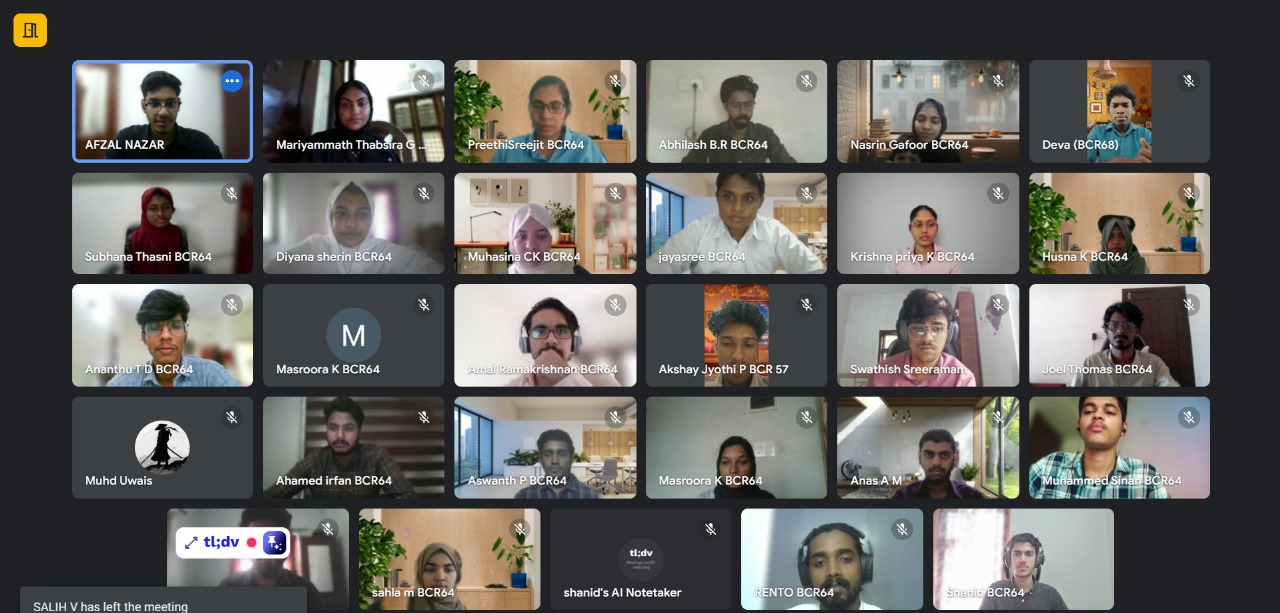 AFZAL NAZAR
Mariyammath Thabsira G ...
PreethiSreejit BCR64
Abhilash B.R BCR64
Nasrin Gafoor BCR64
Deva (BCR68)
Subhana Thasni BCR64
Diyana sherin BCR64
Muhasina CK BCR64
jayasree BCR64
Krishna priya K BCR64
Husna K BCR64
Ananthu T D BCR64
M
Masroora K BCR64
Amal Ramakrishnan BCR64
Akshay Jyothi P BCR 57
Swathish Sreeraman
Joel Thomas BCR64
Muhd Uwais
Ahamed irfan BCR64
Aswanth P BCR64
Masroora K BCR64
Anas A M
Muhammed Sinan BCR64
tl;dv
sahla m BCR64
tl;dv
Meetings worth
watching
shanid's AI Notetaker
RENTO BCR64
Shanid BCR64
SALIH V has left the meeting